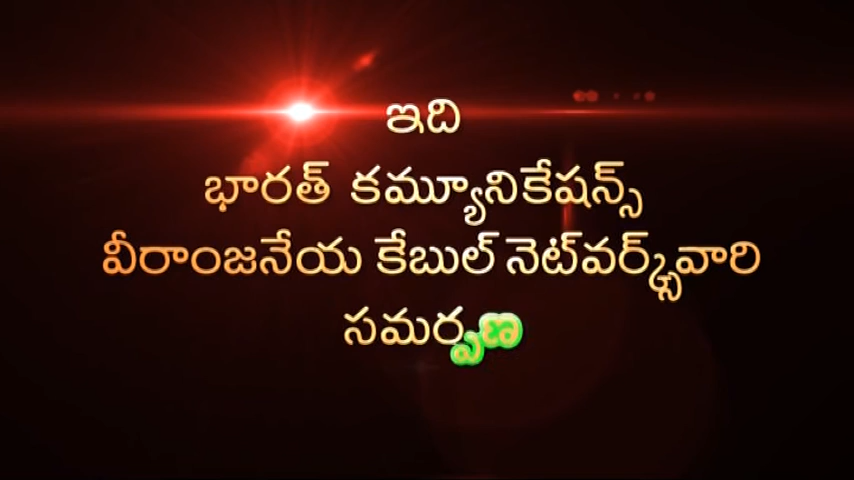 ఇది
భారత్ కమ్యూనికేషన్స్
వీరాంజనేయ కేబుల్ నెట్‌వర్క్స్‌వారి
సమర్పణ